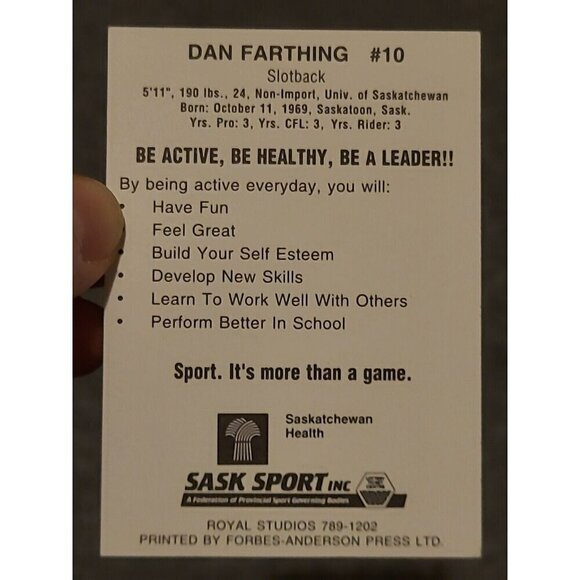 DAN FARTHING #10
Slotback
5'11", 190 lbs., 24, Non-Import, Univ. of Saskatchewan
Born: October 11, 1969, Saskatoon, Sask.
Yrs. Pro: 3, Yrs. CFL: 3, Yrs. Rider: 3
BE ACTIVE, BE HEALTHY, BE A LEADER!!
By being active everyday, you will:
• Have Fun
Feel Great
• Build Your Self Esteem
• Develop New Skills
• Learn To Work Well With Others
• Perform Better In School
Sport. It's more than a game.
Saskatchewan
Health
SASK SPORT INC
A Federation of Provincial Sport Governing Bodies
ROYAL STUDIOS 789-1202
PRINTED BY FORBES-ANDERSON PRESS LTD.